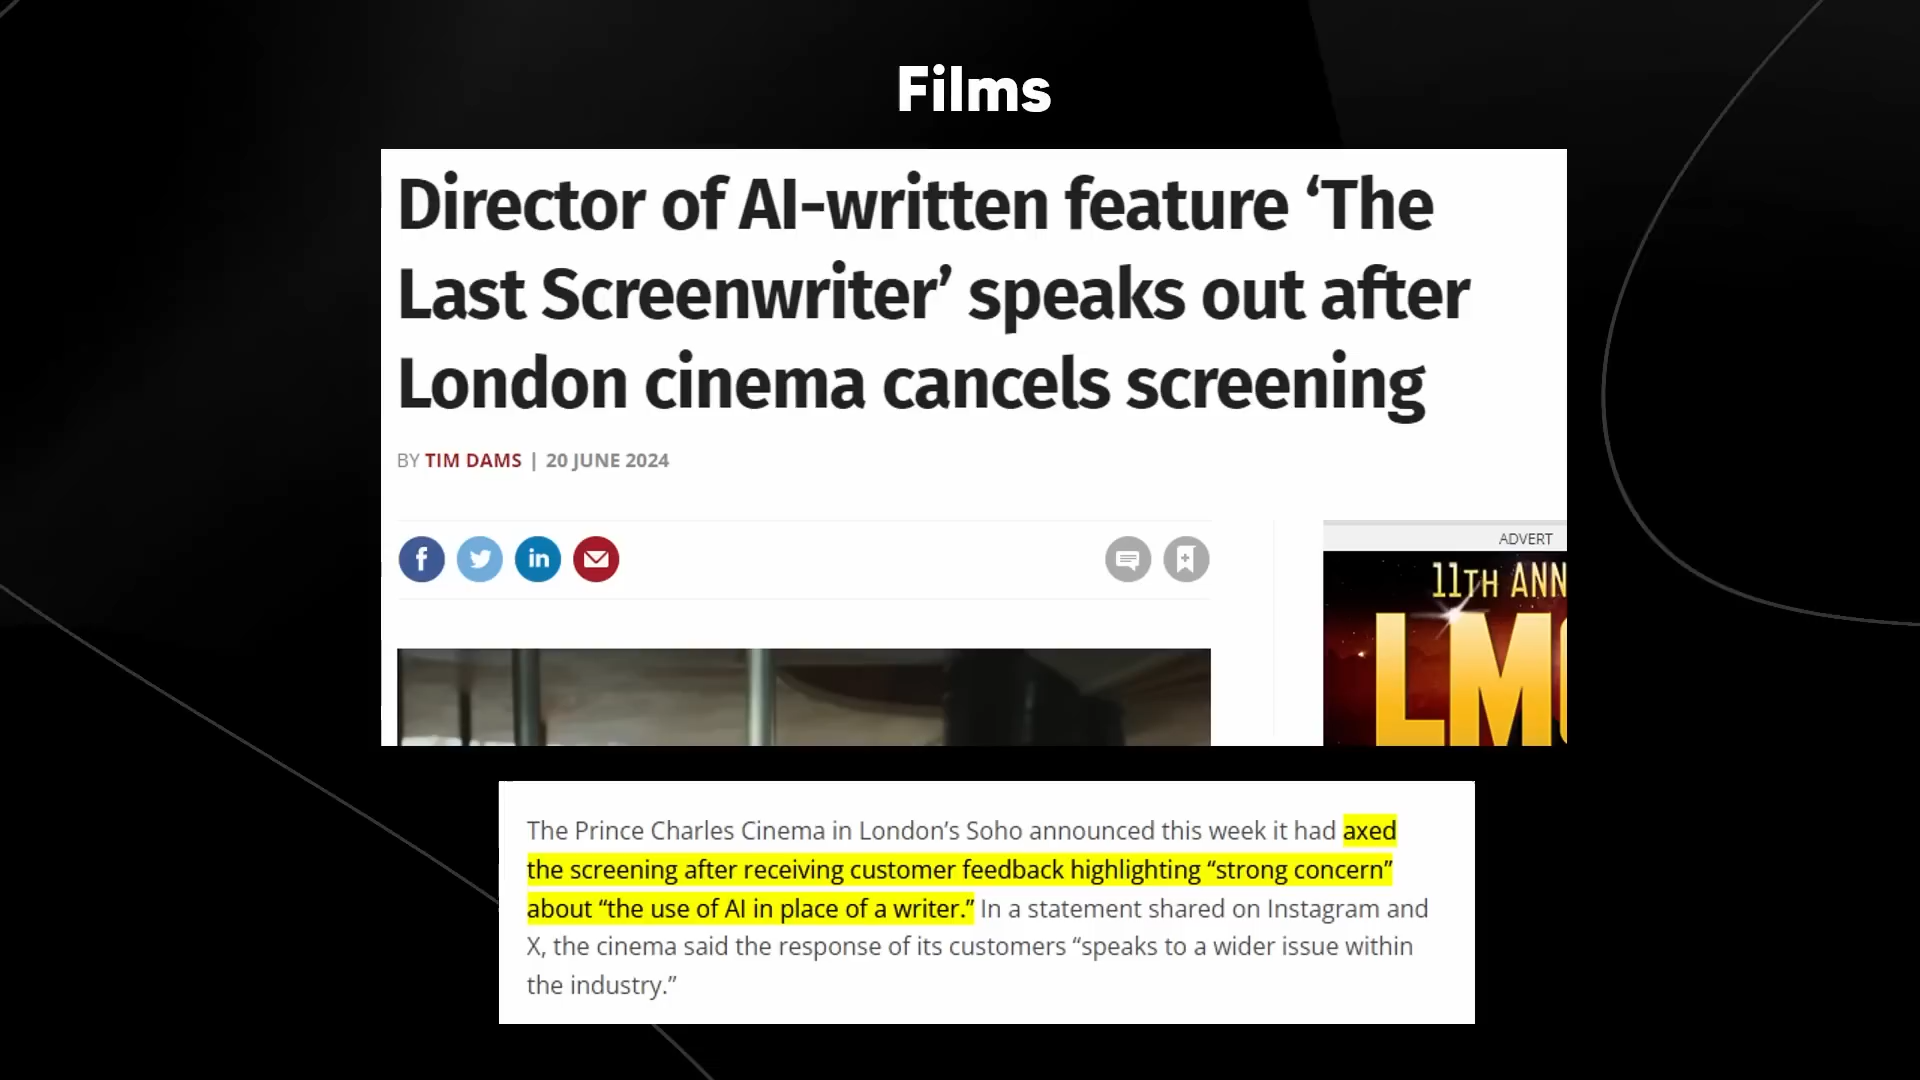 Films
Director of AI-written feature ‘The
Last Screenwriter’ speaks out after
London cinema cancels screening
BY TIM DAMS | 20 JUNE 2024
f in
ADVERT
11TH ANN
LM
The Prince Charles Cinema in London’s Soho announced this week it had axed
the screening after receiving customer feedback highlighting “strong concern”
about “the use of AI in place of a writer.” In a statement shared on Instagram and
X, the cinema said the response of its customers “speaks to a wider issue within
the industry.”